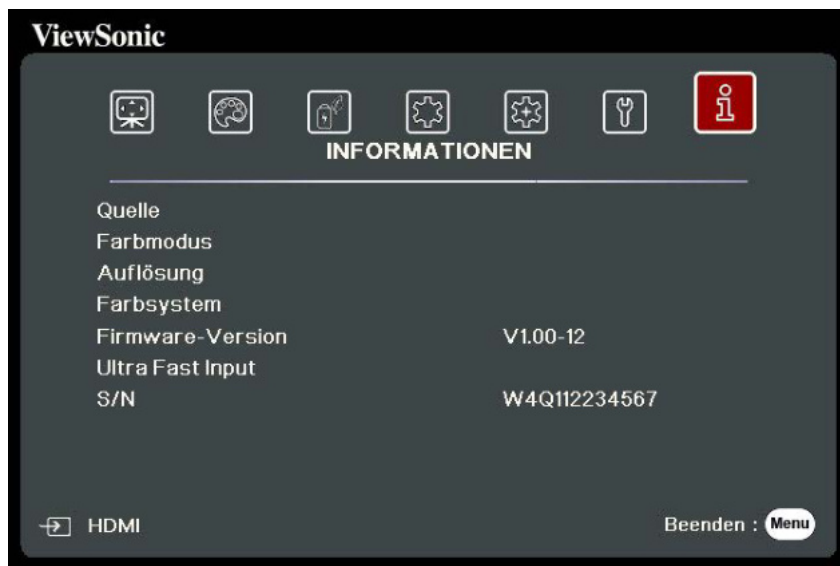 ViewSonic
INFORMATIONEN
Quelle
Farbmodus
Auflösung
Farbsystem
Firmware-Version V1.00-12
Ultra Fast Input
S/N W4Q112234567
HDMI Beenden : Menu